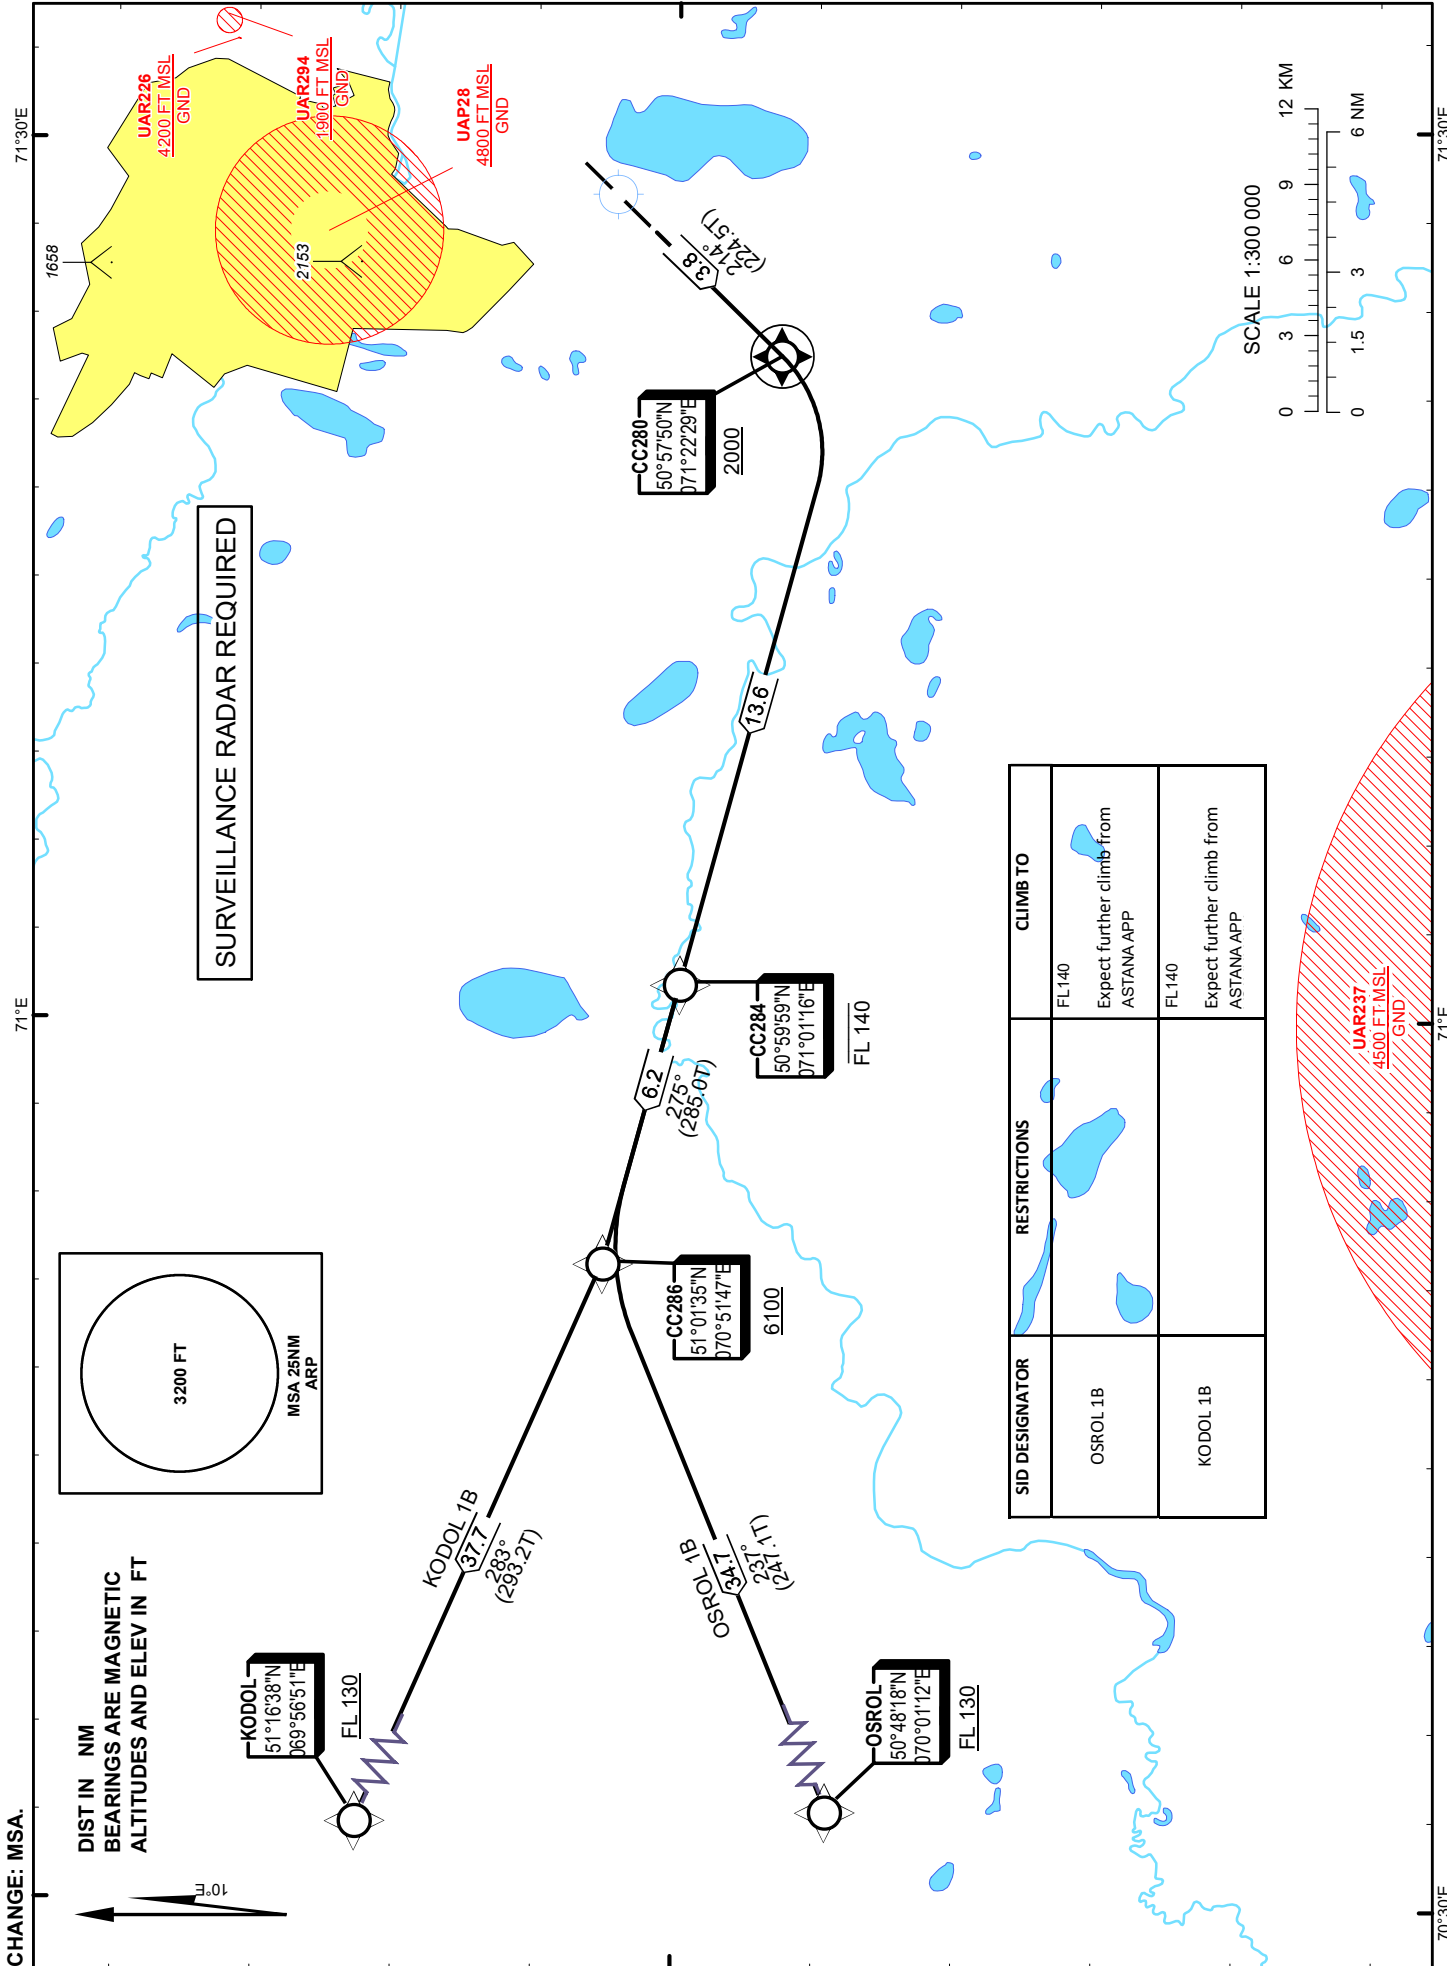 CHANGE: MSA.
DIST IN NM
BEARINGS ARE MAGNETIC
ALTITUDES AND ELEV IN FT
10°E
3200 FT
MSA 25NM
ARP
SURVEILLANCE RADAR REQUIRED
1658
2153
UAR226
4200 FT MSL
GND
UAR294
1900 FT MSL
GND
UAP28
4800 FT MSL
GND
KODOL
51°16'38"N
069°56'51"E
FL 130
KODOL 1B
37.7
283°
(293.2T)
OSROL 1B
34.7
237°
(247.1T)
OSROL
50°48'18"N
070°01'12"E
FL 130
CC286
51°01'35"N
070°51'47"E
6100
6.2
275°
(285.0T)
CC284
50°59'59"N
071°01'16"E
FL 140
13.6
CC280
50°57'50"N
071°22'29"E
2000
3.8
214°
(224.5T)
SID DESIGNATOR
RESTRICTIONS
CLIMB TO
OSROL 1B
FL140
Expect further climb from
ASTANA APP
KODOL 1B
FL140
Expect further climb from
ASTANA APP
UAR237
4500 FT MSL
GND
SCALE 1:300 000
0 3 6 9 12 KM
0 1.5 3 6 NM
71°E
71°30'E
70°30'E
71°E
71°30'E